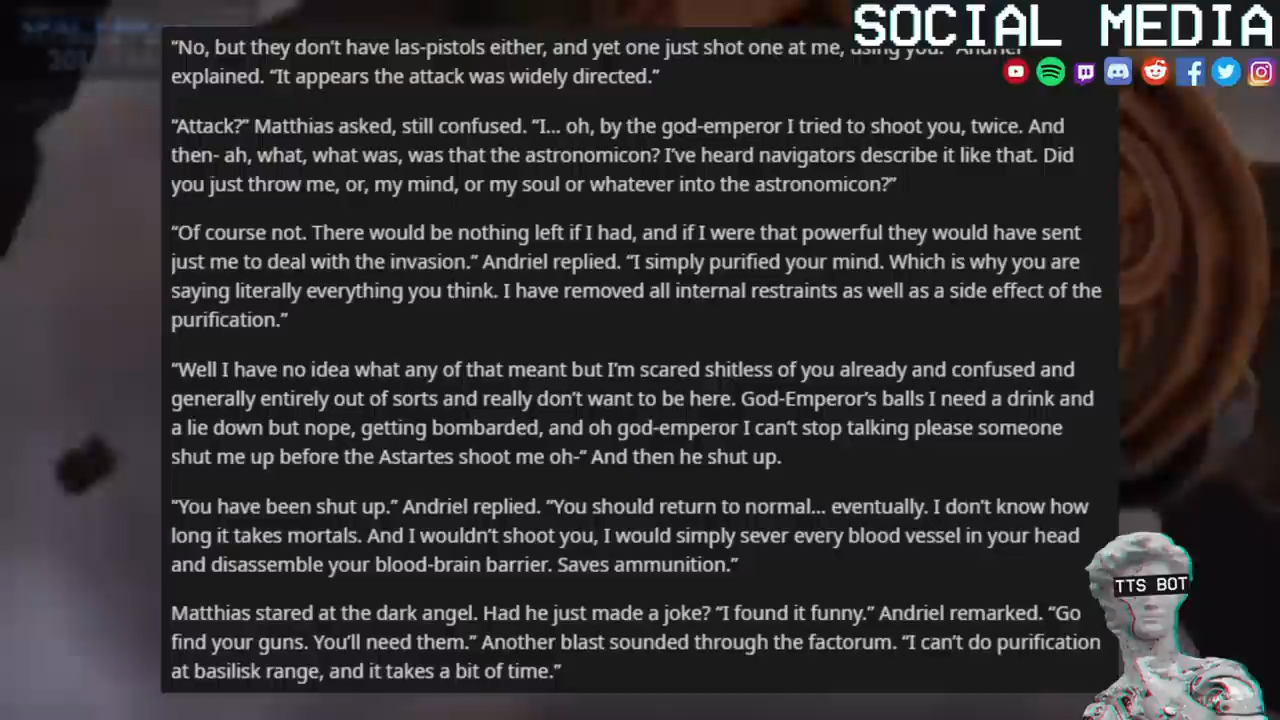 SOCIAL MEDIA
“No, but they don’t have las-pistols either, and yet one just shot one at me, using you.” Andriel
explained. “It appears the attack was widely directed.”
“Attack?” Matthias asked, still confused. “I... oh, by the god-emperor I tried to shoot you, twice. And
then- ah, what, what was, was that the astronomicon? I’ve heard navigators describe it like that. Did
you just throw me, or, my mind, or my soul or whatever into the astronomicon?”
“Of course not. There would be nothing left if I had, and if I were that powerful they would have sent
just me to deal with the invasion.” Andriel replied. “I simply purified your mind. Which is why you are
saying literally everything you think. I have removed all internal restraints as well as a side effect of the
purification.”
“Well I have no idea what any of that meant but I’m scared shitless of you already and confused and
generally entirely out of sorts and really don’t want to be here. God-Emperor’s balls I need a drink and
a lie down but nope, getting bombarded, and oh god-emperor I can’t stop talking please someone
shut me up before the Astartes shoot me oh-“ And then he shut up.
“You have been shut up.” Andriel replied. “You should return to normal... eventually. I don’t know how
long it takes mortals. And I wouldn’t shoot you, I would simply sever every blood vessel in your head
and disassemble your blood-brain barrier. Saves ammunition.”
Matthias stared at the dark angel. Had he just made a joke? “I found it funny.” Andriel remarked. “Go
find your guns. You’ll need them.” Another blast sounded through the factorum. “I can’t do purification
at basilisk range, and it takes a bit of time.”
TTS BOT